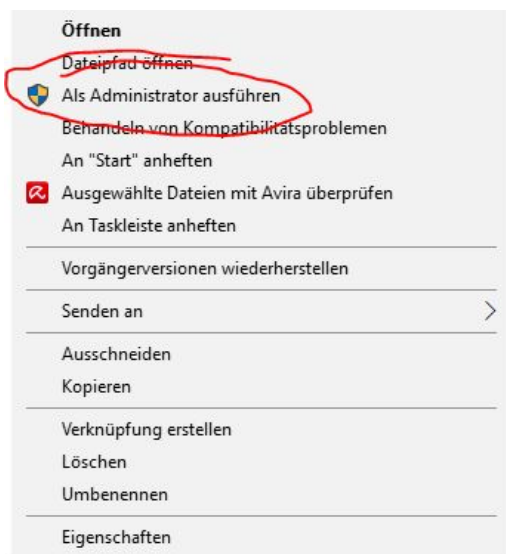 Öffnen
Dateipfad öffnen
Als Administrator ausführen
Behandeln von Kompatibilitätsproblemen
An "Start" anheften
Ausgewählte Dateien mit Avira überprüfen
An Taskleiste anheften
Vorgängerversionen wiederherstellen
Senden an
Ausschneiden
Kopieren
Verknüpfung erstellen
Löschen
Umbenennen
Eigenschaften